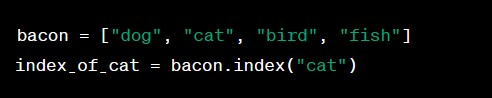 bacon = ["dog", "cat", "bird", "fish"]
index_of_cat = bacon.index("cat")